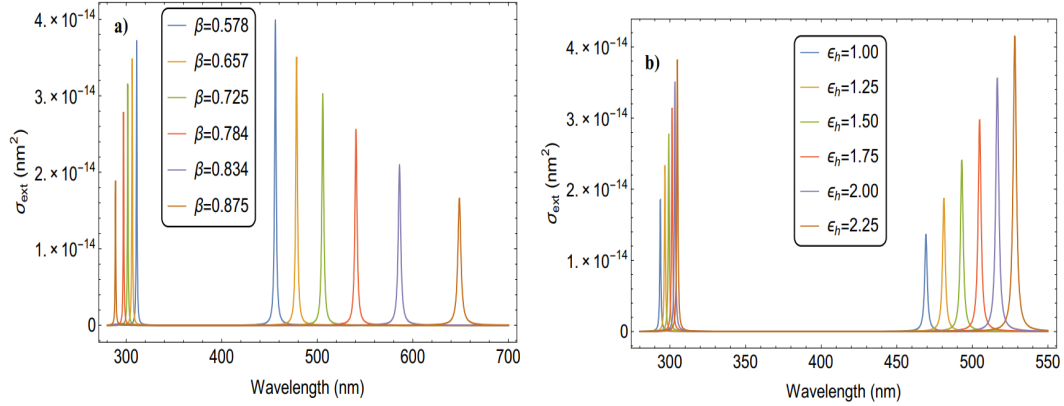 a)
4.×10⁻¹⁴
3.×10⁻¹⁴
2.×10⁻¹⁴
1.×10⁻¹⁴
0
σext (nm²)
β=0.578
β=0.657
β=0.725
β=0.784
β=0.834
β=0.875
300 400 500 600 700
Wavelength (nm)
b)
4.×10⁻¹⁴
3.×10⁻¹⁴
2.×10⁻¹⁴
1.×10⁻¹⁴
0
σext (nm²)
ϵh=1.00
ϵh=1.25
ϵh=1.50
ϵh=1.75
ϵh=2.00
ϵh=2.25
300 350 400 450 500 550
Wavelength (nm)